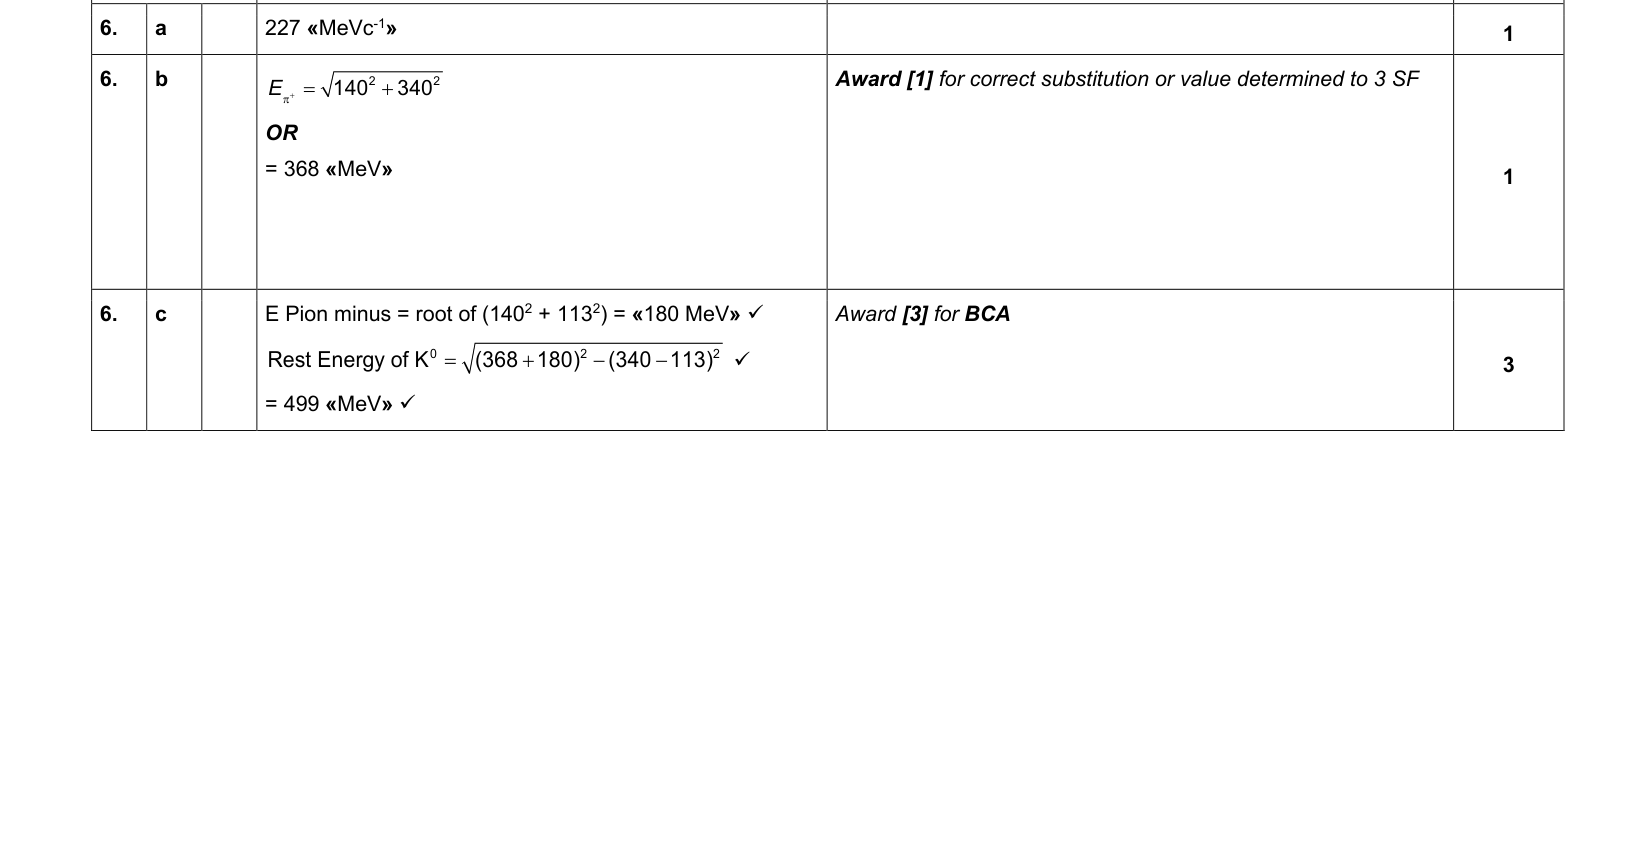 6. a 227 «MeVc⁻¹» 1
6. b E_π⁺ = √(140² + 340²) Award [1] for correct substitution or value determined to 3 SF
OR
= 368 «MeV»
1
6. c E Pion minus = root of (140² + 113²) = «180 MeV» ✓ Award [3] for BCA
Rest Energy of K⁰ = √((368 + 180)² − (340 − 113)²) ✓
3
= 499 «MeV» ✓